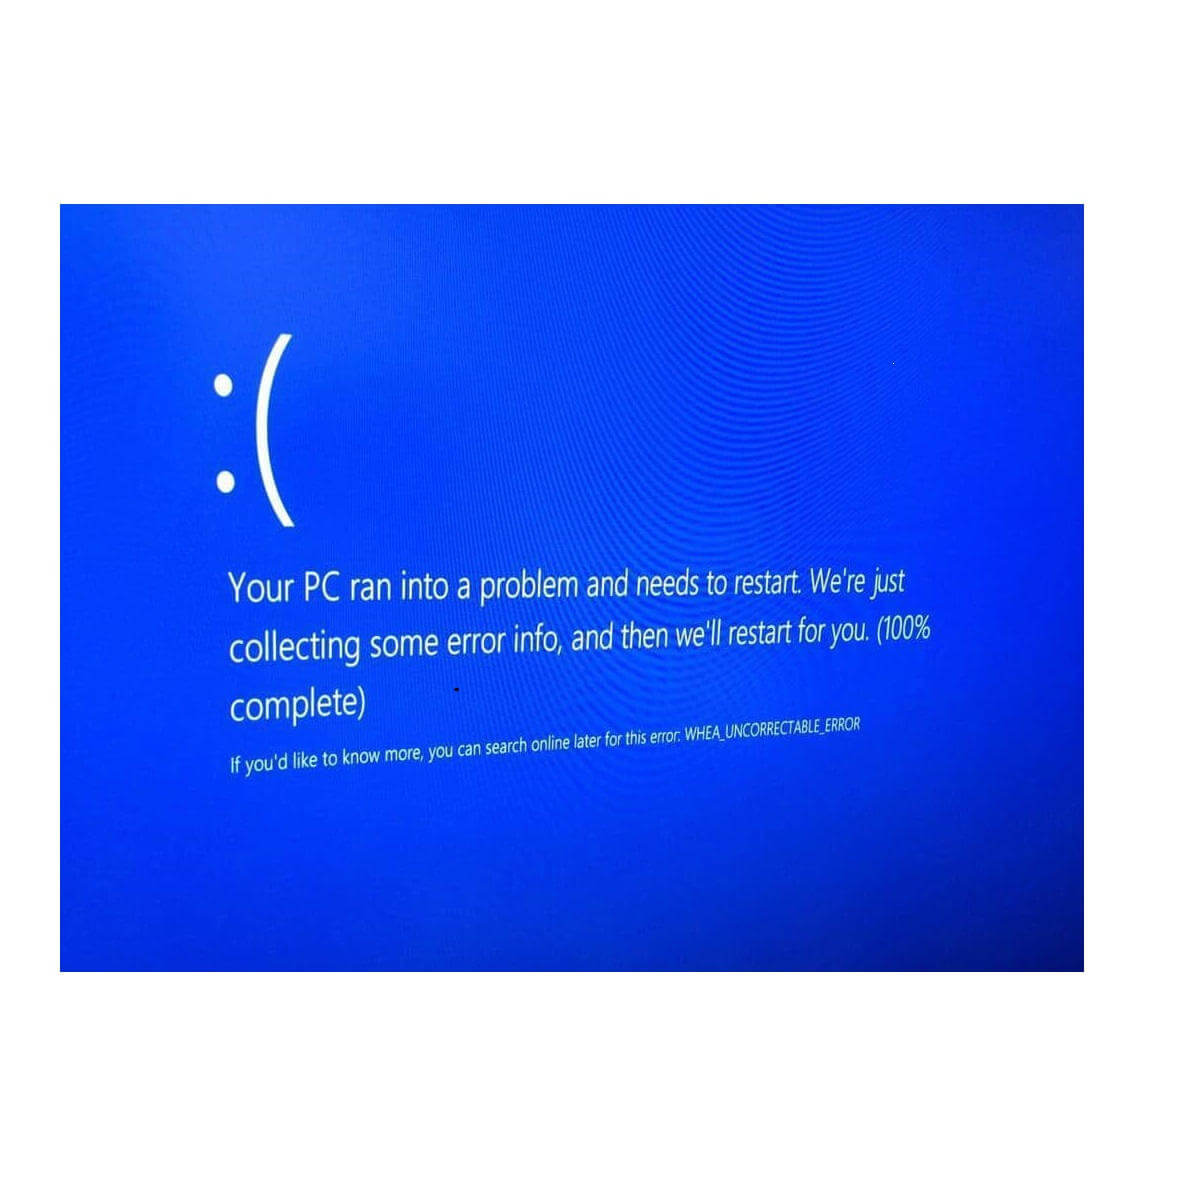 :(
Your PC ran into a problem and needs to restart. We're just
collecting some error info, and then we'll restart for you. (100%
complete)
If you'd like to know more, you can search online later for this error: WHEA_UNCORRECTABLE_ERROR